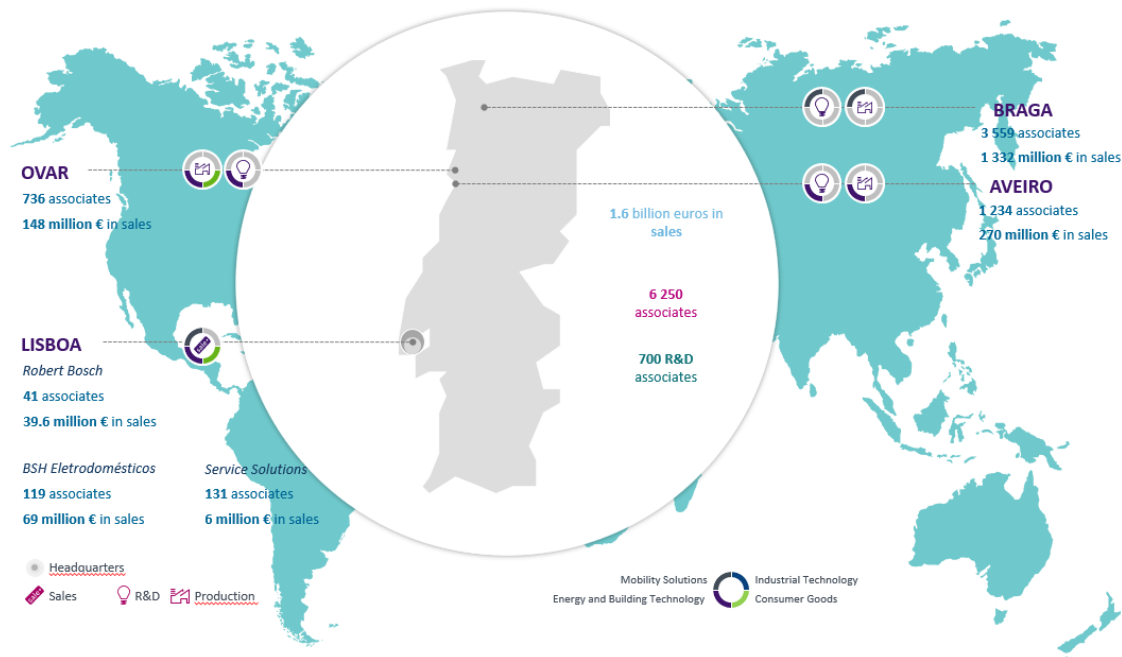 OVAR
736 associates
148 million € in sales
BRAGA
3 559 associates
1 332 million € in sales
AVEIRO
1 234 associates
270 million € in sales
1.6 billion euros in
sales
6 250
associates
700 R&D
associates
LISBOA
Robert Bosch
41 associates
39.6 million € in sales
BSH Eletrodomésticos
119 associates
69 million € in sales
Service Solutions
131 associates
6 million € in sales
Headquarters
Sales
R&D
Production
Mobility Solutions
Industrial Technology
Energy and Building Technology
Consumer Goods